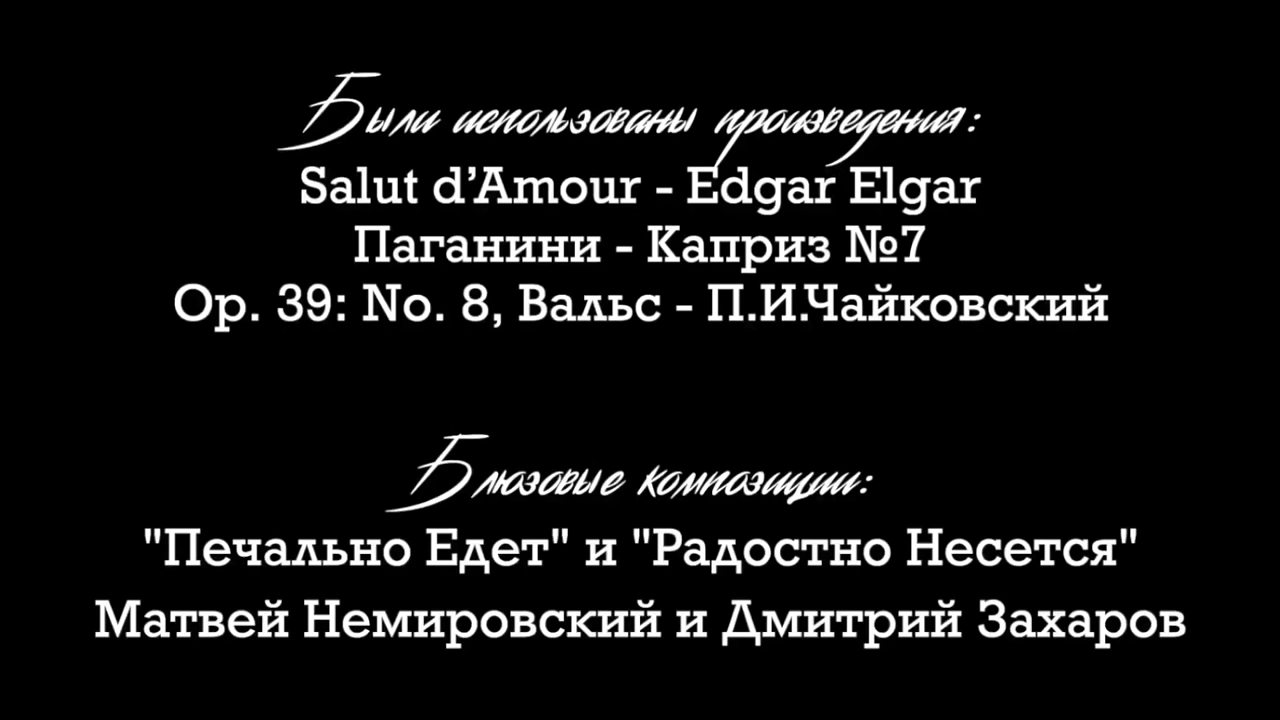 Были использованы произведения:
Salut d’Amour - Edgar Elgar
Паганини - Каприз №7
Op. 39: No. 8, Вальс - П.И.Чайковский
Блюзовые композиции:
"Печально Едет" и "Радостно Несется"
Матвей Немировский и Дмитрий Захаров